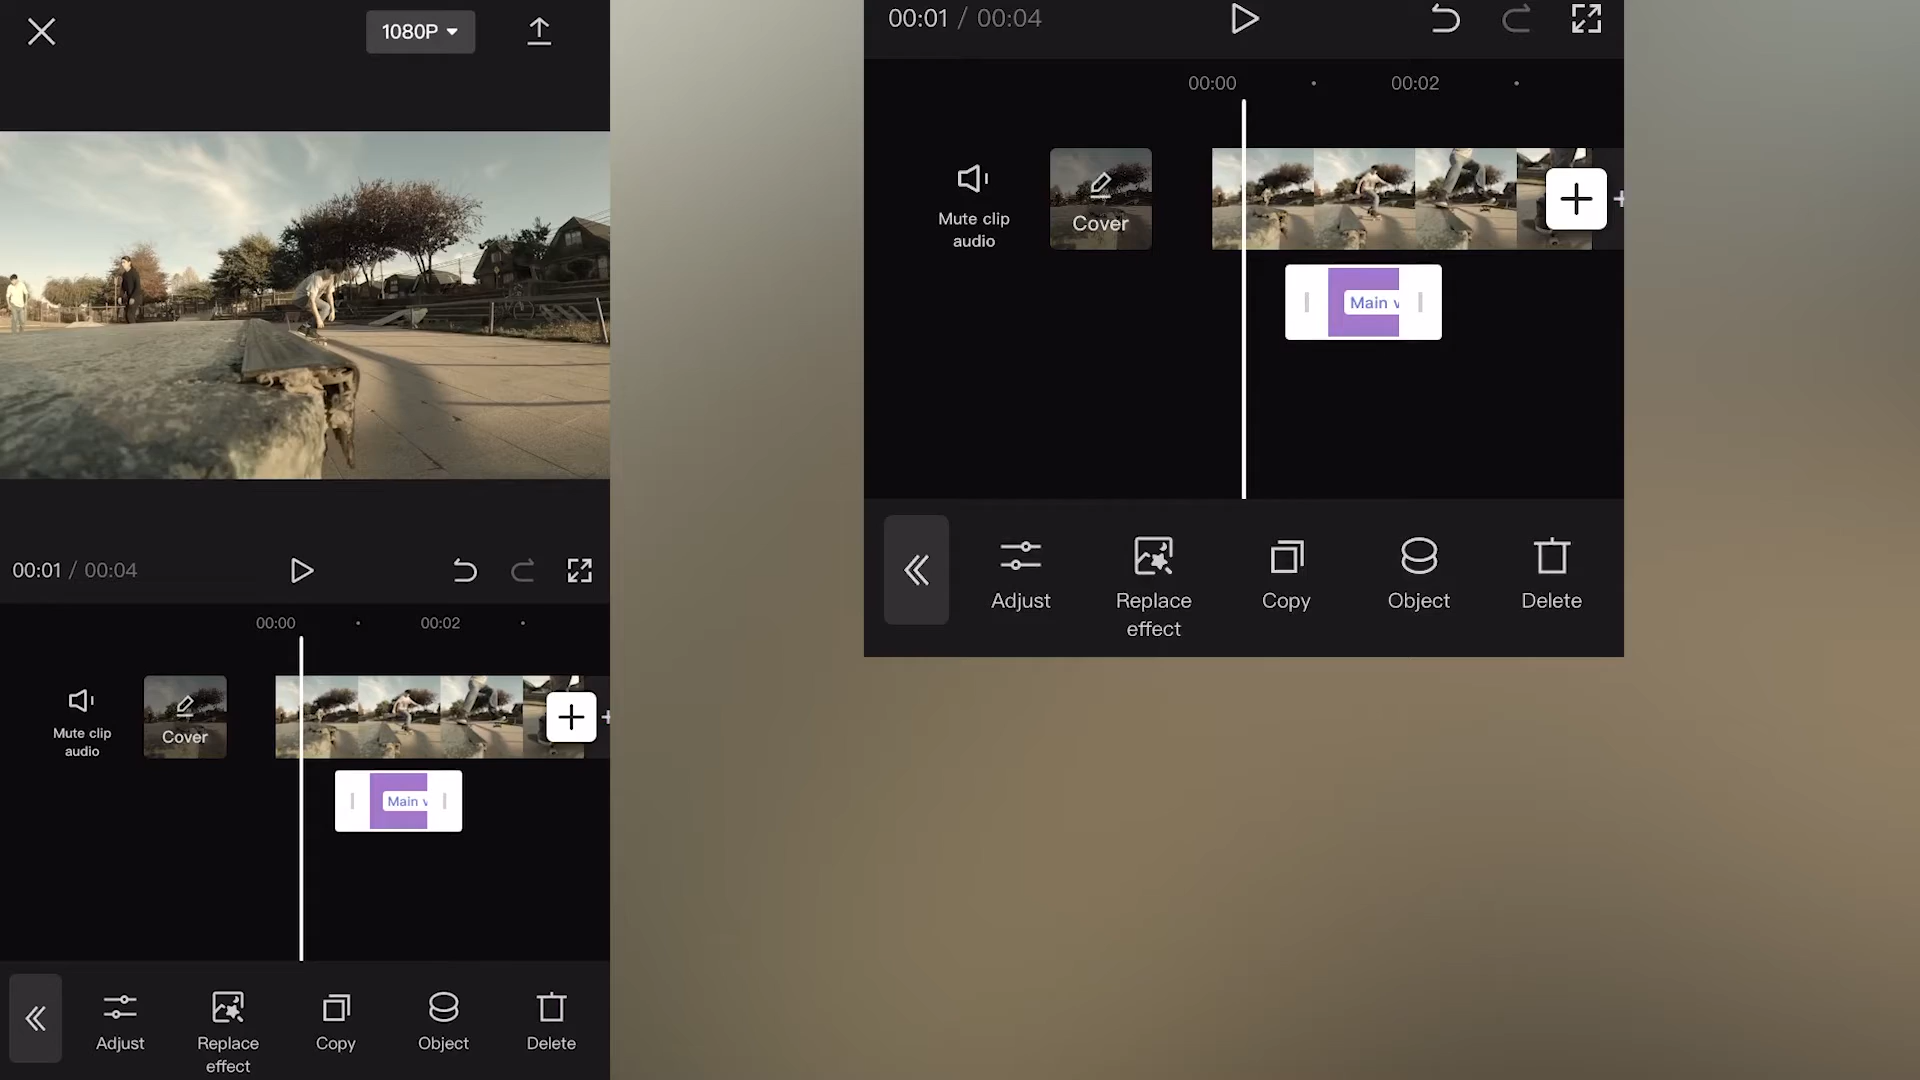 1080P
00:01 / 00:04
00:00
00:02
Mute clip
audio
Cover
Main
Adjust
Replace
effect
Copy
Object
Delete
00:01 / 00:04
00:00
00:02
Mute clip
audio
Cover
Main
Adjust
Replace
effect
Copy
Object
Delete